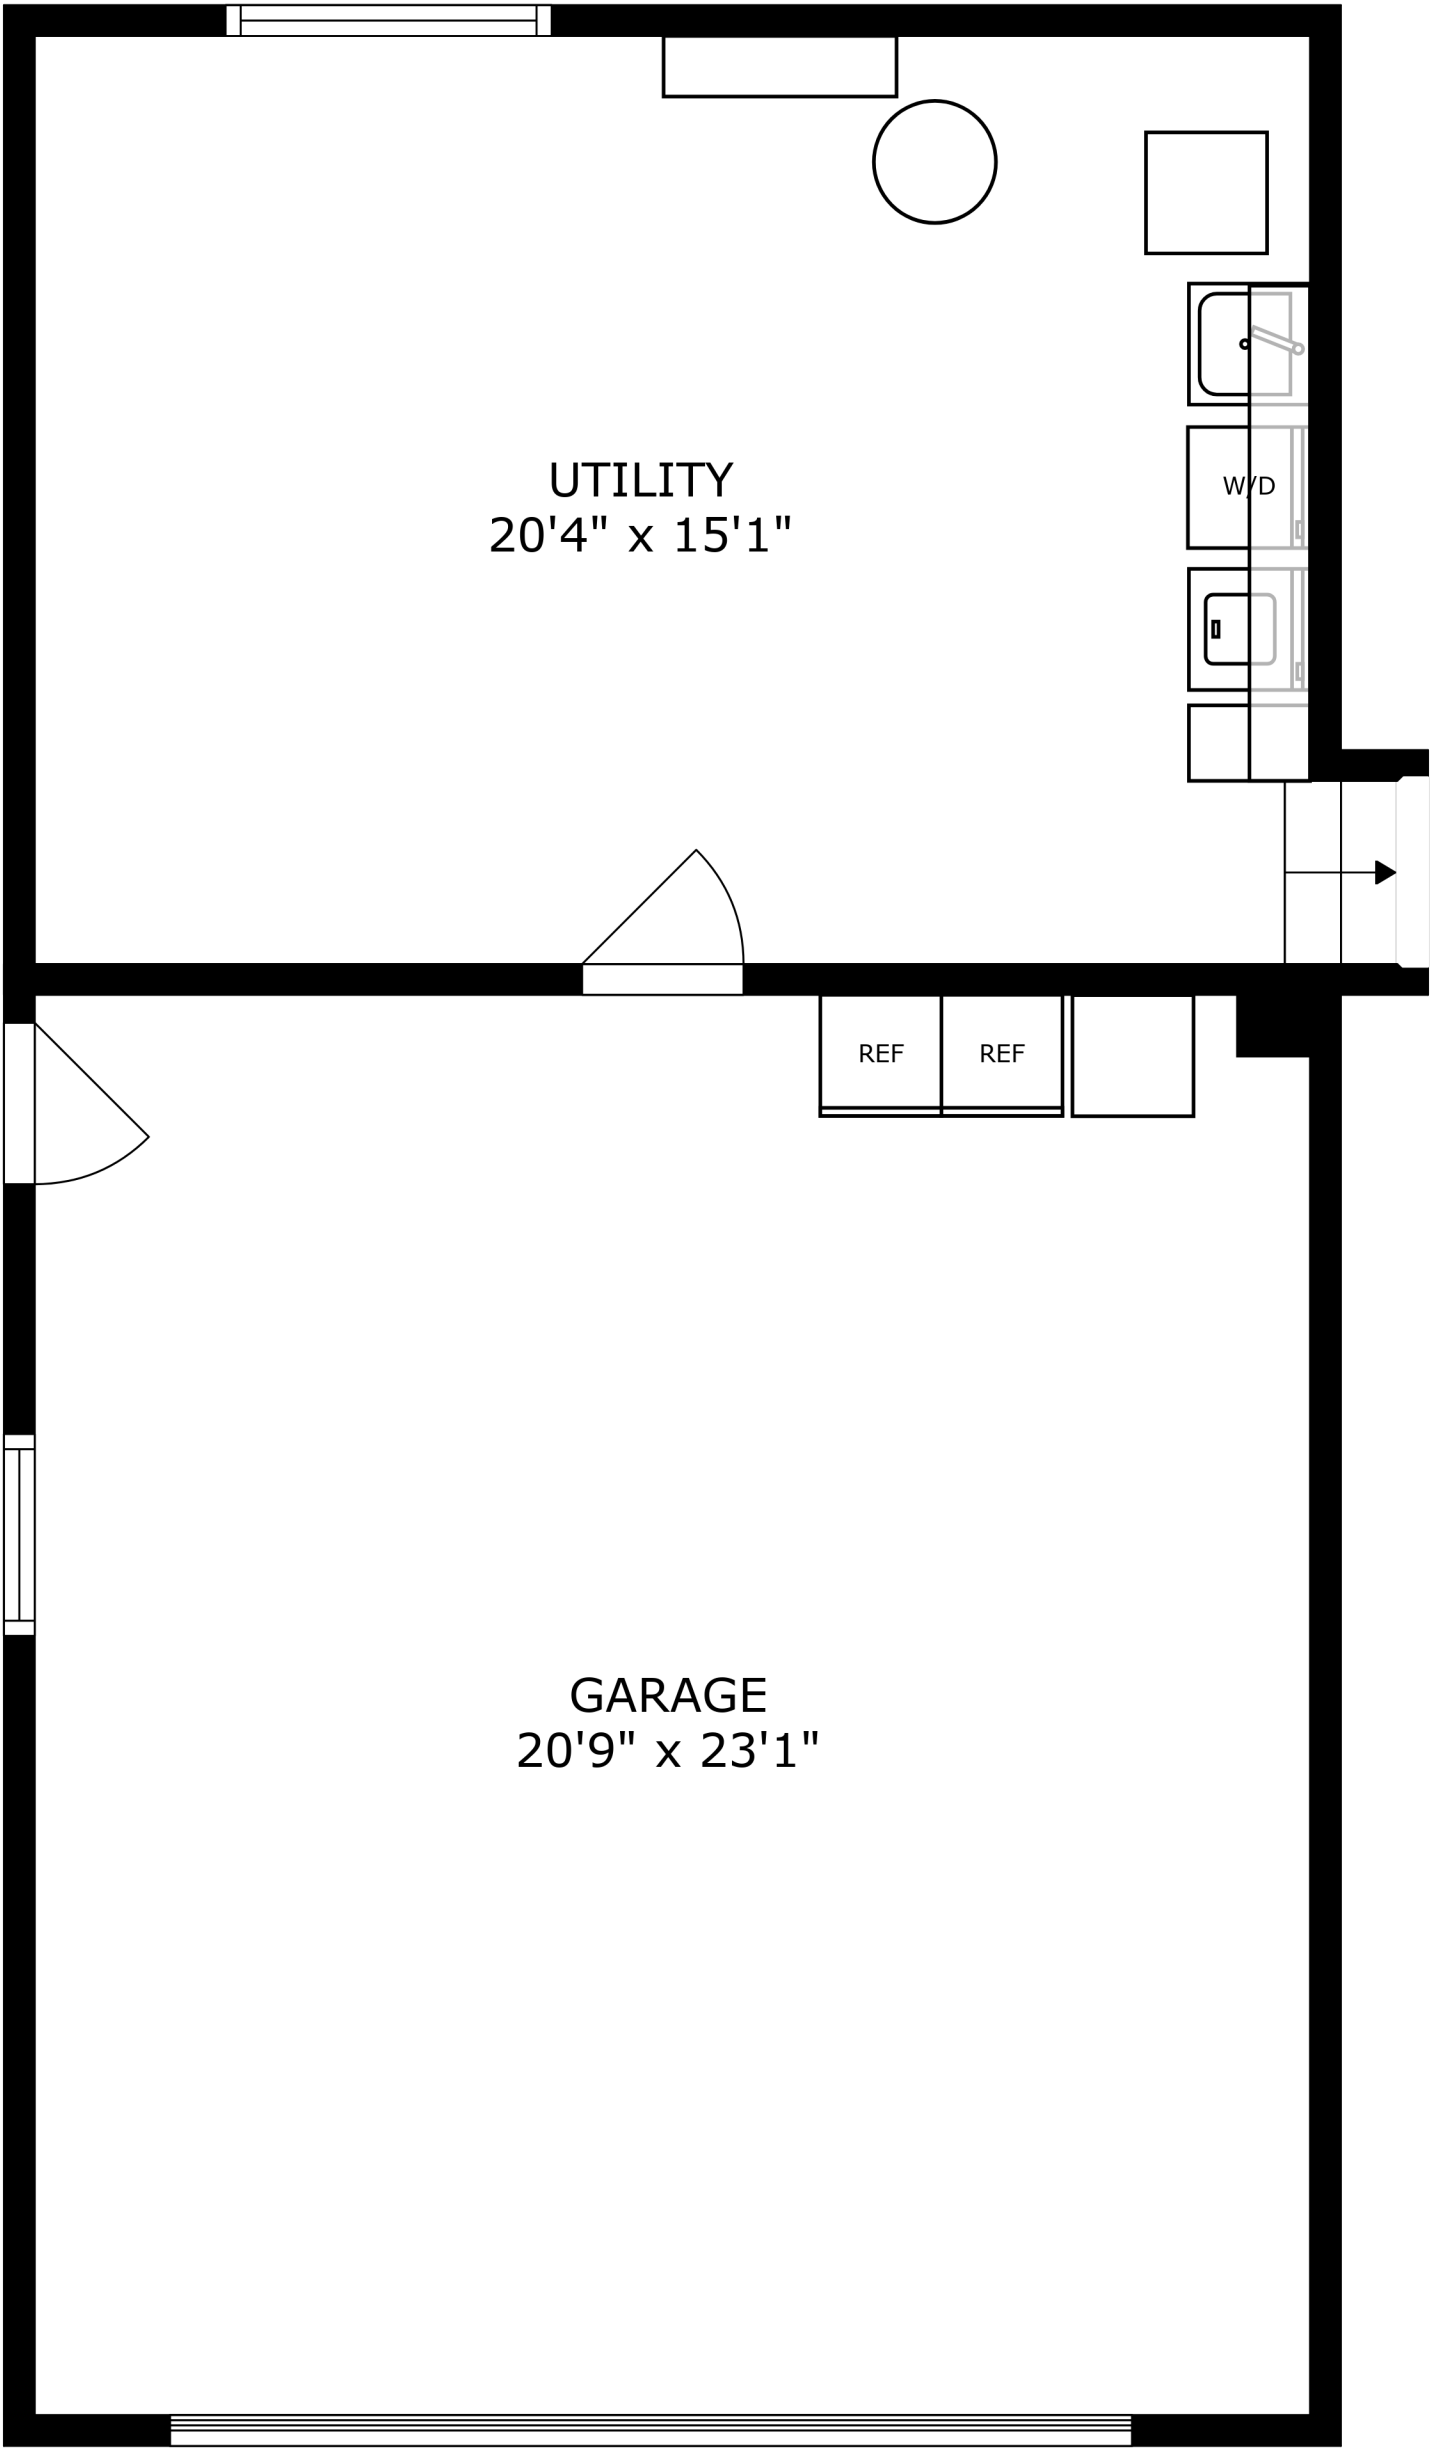 UTILITY
20'4" x 15'1"
W/D
REF
REF
GARAGE
20'9" x 23'1"